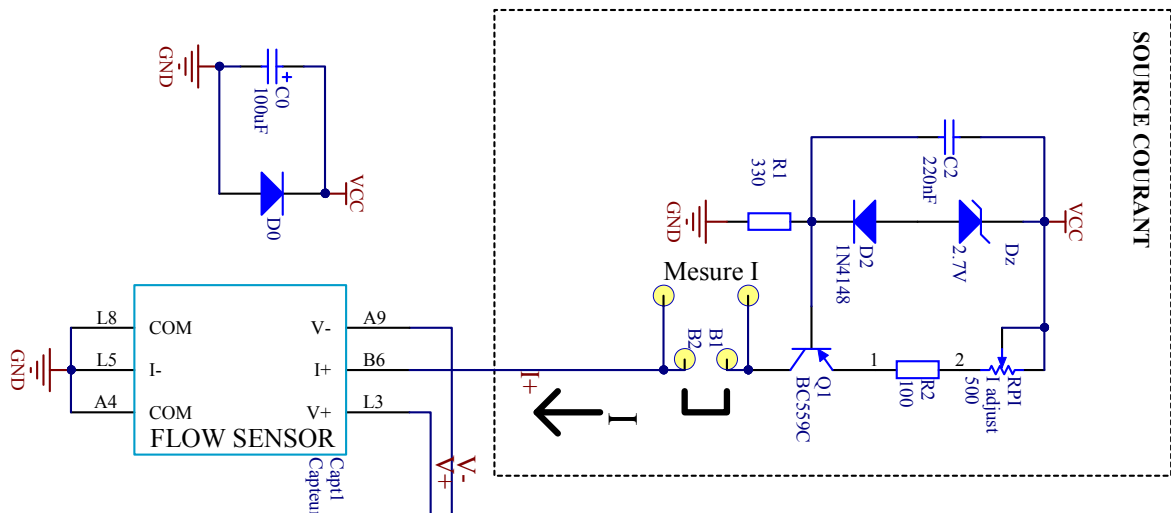 SOURCE COURANT
GND
C0
100uF
VCC
D0
R1
330
GND
C2
220nF
D2
1N4148
Dz
2.7V
VCC
Mesure I
B2
B1
Q1
BC559C
1
R2
100
2
RPI
I adjust
500
I+
I
GND
L8
COM
V-
A9
L5
I-
I+
B6
A4
COM
V+
L3
FLOW SENSOR
Capt1
Capteur
V+
V-